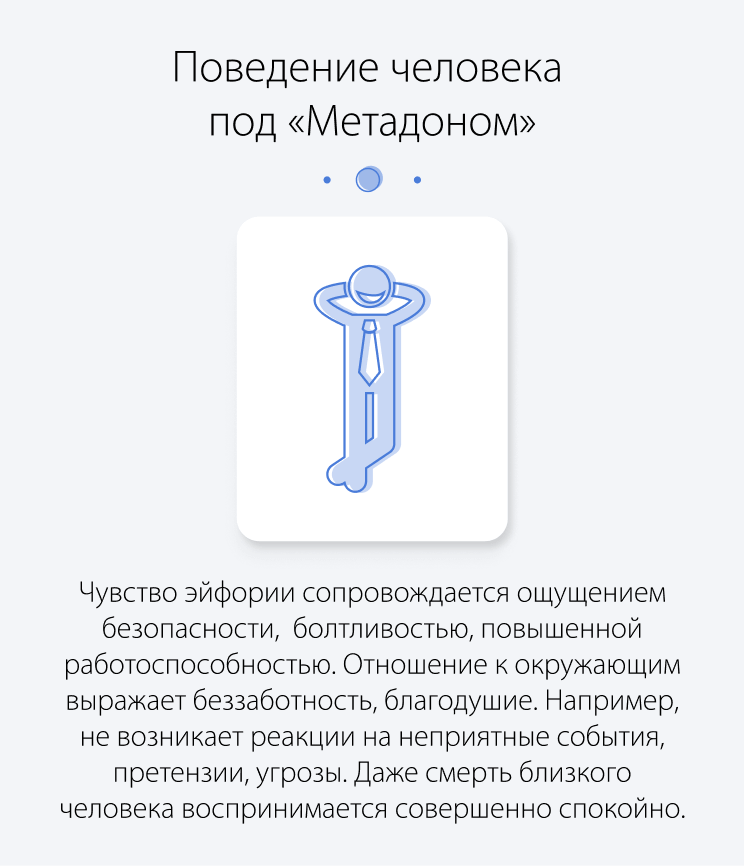 Поведение человека
под «Метадоном»
Чувство эйфории сопровождается ощущением
безопасности,  болтливостью, повышенной
работоспособностью. Отношение к окружающим
выражает беззаботность, благодушие. Например,
не возникает реакции на неприятные события,
претензии, угрозы. Даже смерть близкого
человека воспринимается совершенно спокойно.